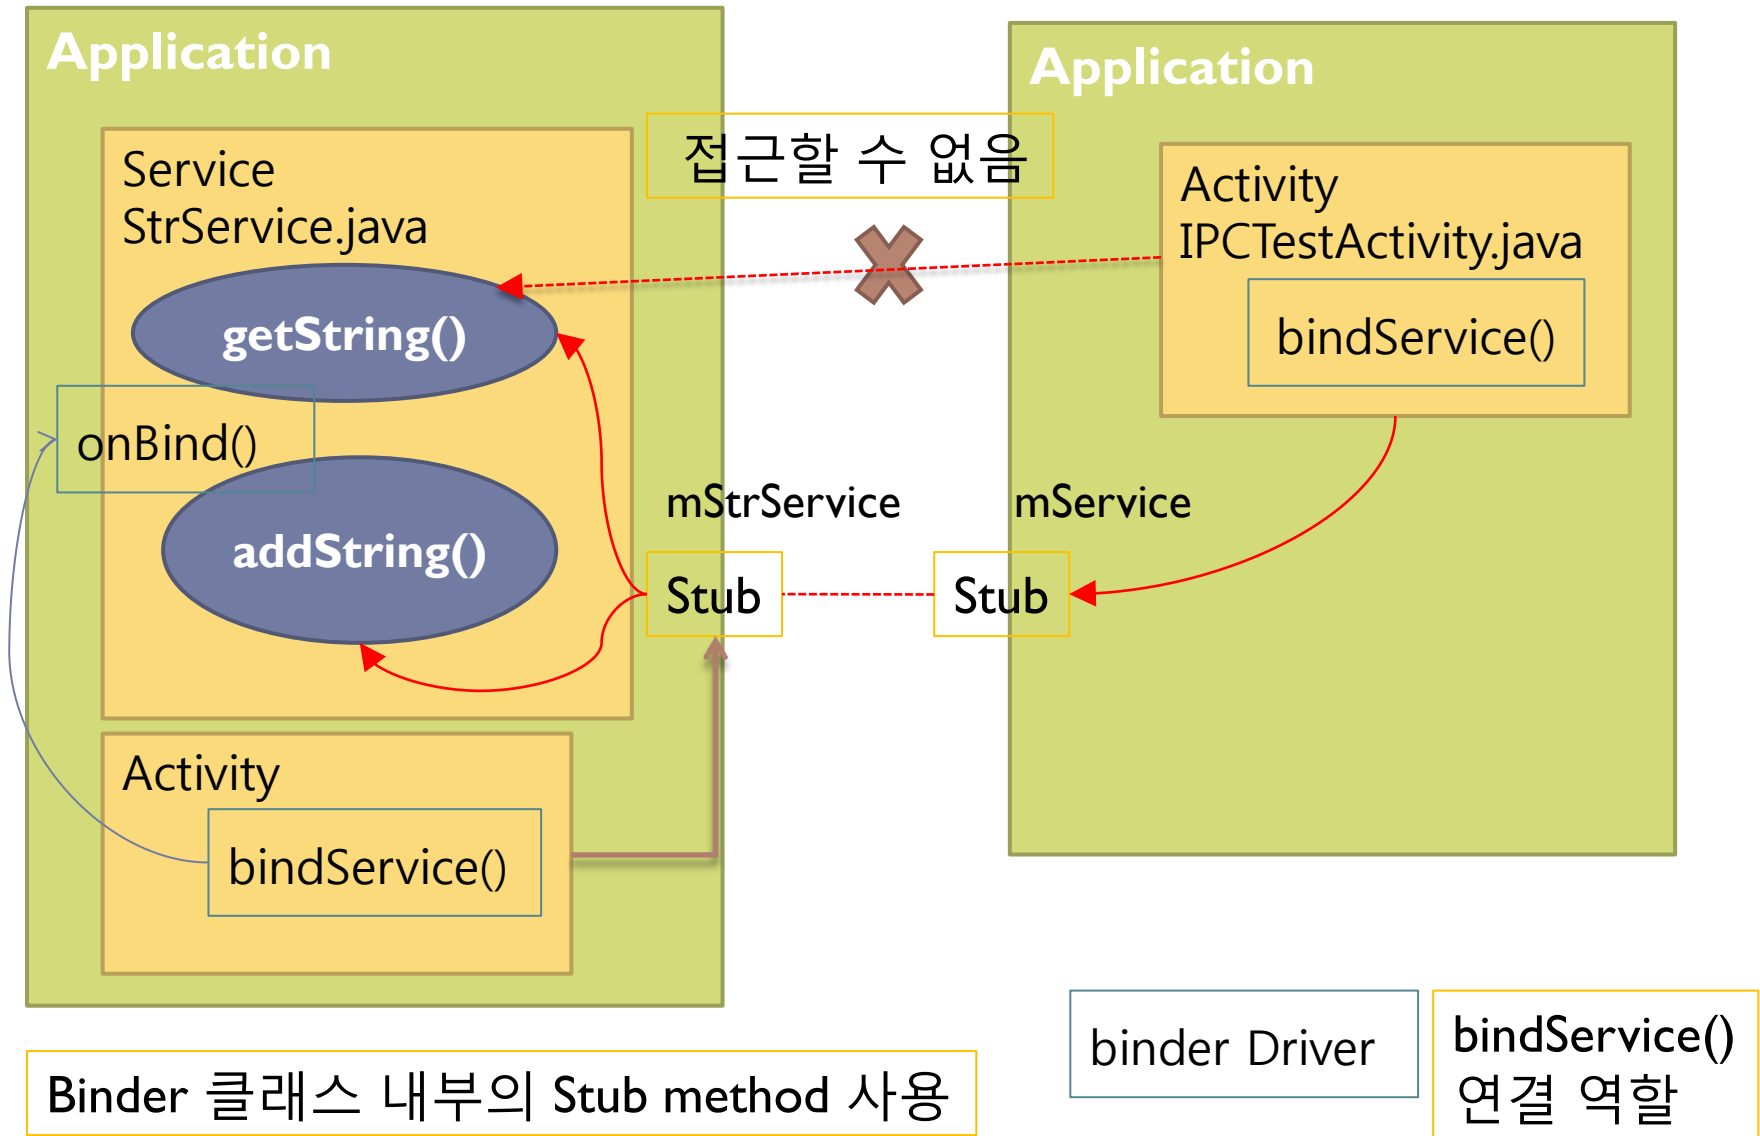 Application
Service
StrService.java
getString()
onBind()
addString()
Activity
bindService()
접근할 수 없음
mStrService
Stub
mService
Stub
Application
Activity
IPCTestActivity.java
bindService()
Binder 클래스 내부의 Stub method 사용
binder Driver
bindService()
연결 역할